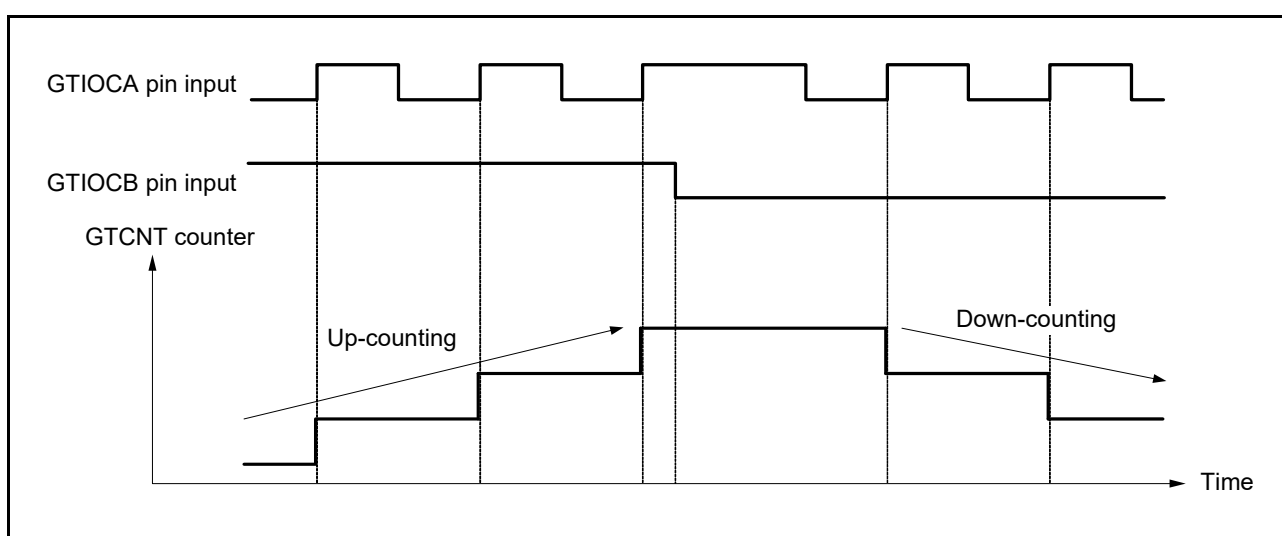 GTIOCA pin input
GTIOCB pin input
GTCNT counter
Up-counting
Down-counting
Time